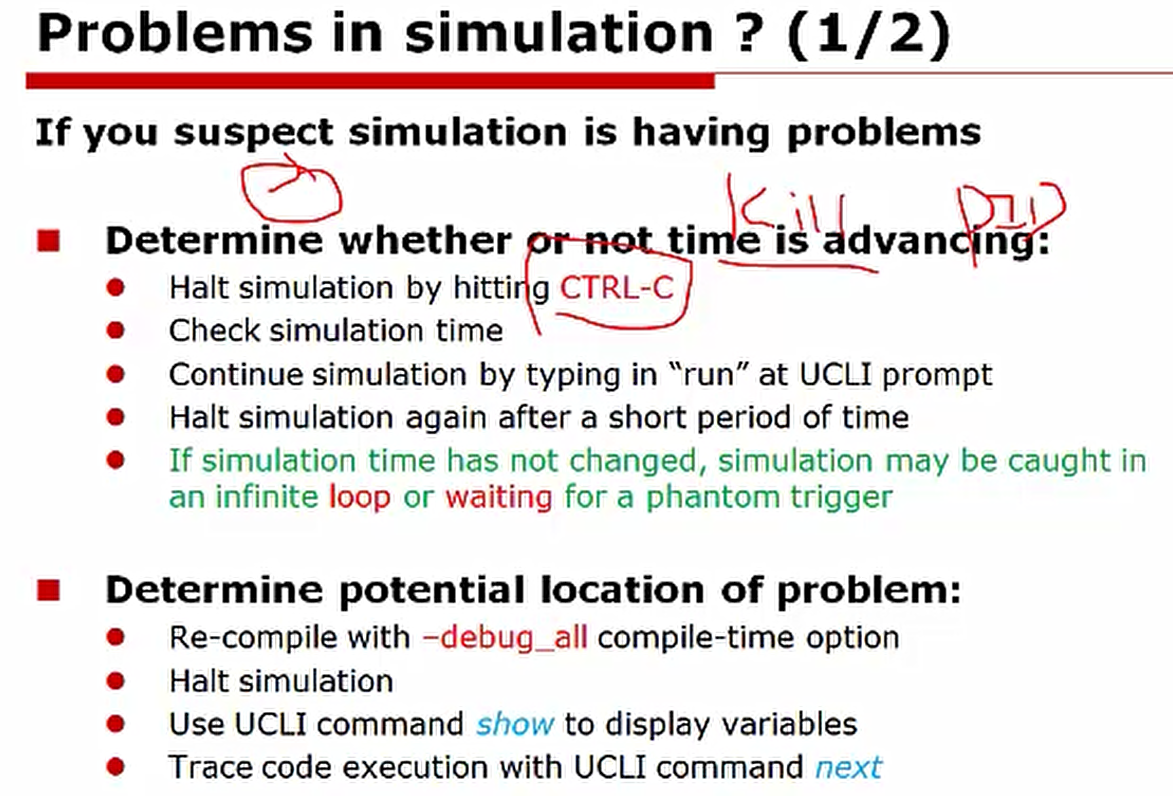 Problems in simulation ? (1/2)
If you suspect simulation is having problems
Kill PID
Determine whether or not time is advancing:
Halt simulation by hitting CTRL-C
Check simulation time
Continue simulation by typing in “run” at UCLI prompt
Halt simulation again after a short period of time
If simulation time has not changed, simulation may be caught in
an infinite loop or waiting for a phantom trigger
Determine potential location of problem:
Re-compile with –debug_all compile-time option
Halt simulation
Use UCLI command show to display variables
Trace code execution with UCLI command next